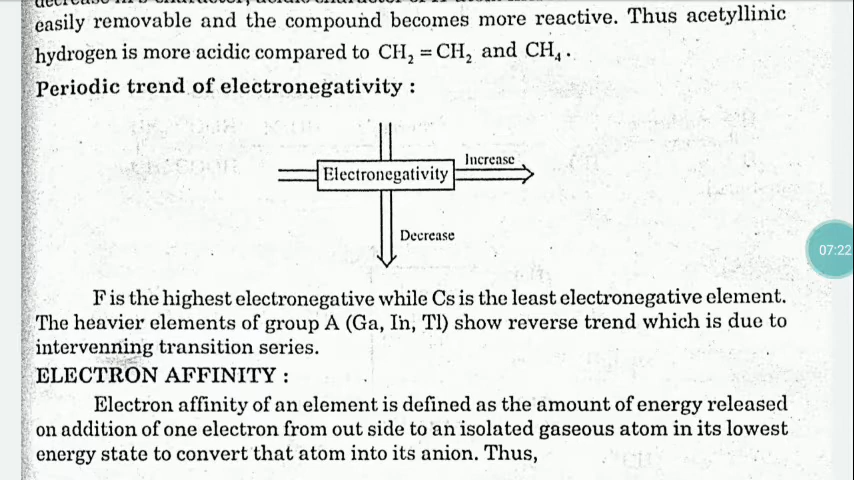 easily removable and the compound becomes more reactive. Thus acetyllinic
hydrogen is more acidic compared to CH₂ = CH₂ and CH₄.
Periodic trend of electronegativity :
Increase
Electronegativity
Decrease
07:22
F is the highest electronegative while Cs is the least electronegative element.
The heavier elements of group A (Ga, In, Tl) show reverse trend which is due to
intervenning transition series.
ELECTRON AFFINITY :
Electron affinity of an element is defined as the amount of energy released
on addition of one electron from out side to an isolated gaseous atom in its lowest
energy state to convert that atom into its anion. Thus,